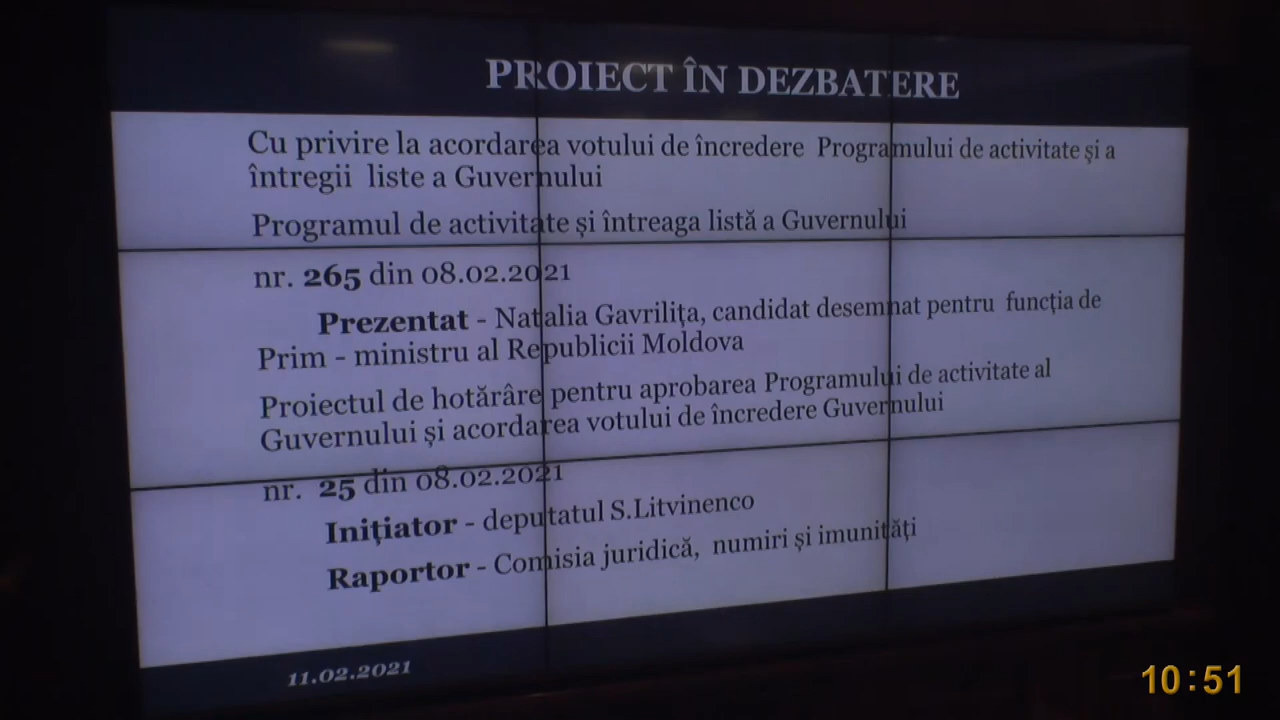 PROIECT ÎN DEZBATERE
Cu privire la acordarea votului de încredere Programului de activitate și a
întregii liste a Guvernului
Programul de activitate și întreaga listă a Guvernului
nr. 265 din 08.02.2021
Prezentat - Natalia Gavrilița, candidat desemnat pentru funcția de
Prim - ministru al Republicii Moldova
Proiectul de hotărâre pentru aprobarea Programului de activitate al
Guvernului și acordarea votului de încredere Guvernului
nr. 25 din 08.02.2021
Inițiator - deputatul S.Litvinenco
Raportor - Comisia juridică, numiri și imunități
11.02.2021
10:51